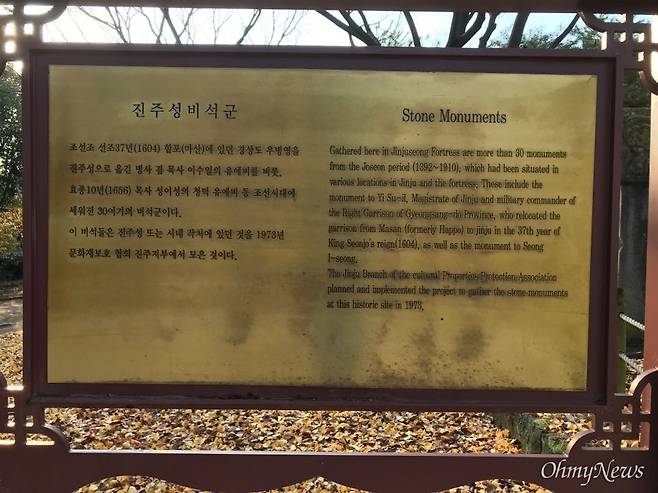 진주성비석군
조선조 선조37년(1604) 합포(마산)에 있던 경상도 우병영을
진주성으로 옮긴 병사 겸 목사 이수일의 유애비를 비롯.
효종10년(1656) 목사 성이성의 청덕 유애비 등 조선시대에
세워진 30여기의 비석군이다.
이 비석들은 진주성 또는 시내 각처에 있던 것을 1973년
문화재보호 협회 진주지부에서 모은 것이다.
Stone Monuments
Gathered here in Jinjuseong Fortress are more than 30 monuments
from the Joseon period (1392~1910), which had been situated in
various locations in Jinju and the fortress. These include the
monument to Yi Su-il, Magistrate of Jinju and military commander of
the Right Garrison of Gyeongsang-do Province, who relocated the
garrison from Masan (formerly Happo) to jinju in the 37th year of
King Seonjo's reign(1604), as well as the monument to Seong
I-seong.
The Jinju Branch of the cultural Properties Protection Association
planned and implemented the project to gather the stone monuments
at this historic site in 1973.
OhmyNews